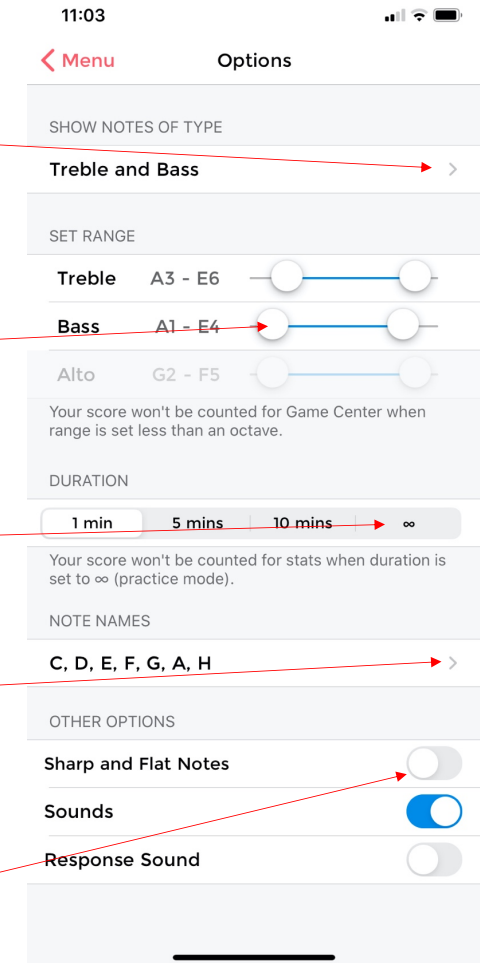 11:03
Menu
Options
SHOW NOTES OF TYPE
Treble and Bass
SET RANGE
Treble A3 - E6
Bass A1 - E4
Alto G2 - F5
Your score won't be counted for Game Center when
range is set less than an octave.
DURATION
1 min 5 mins 10 mins ∞
Your score won't be counted for stats when duration is
set to ∞ (practice mode).
NOTE NAMES
C, D, E, F, G, A, H
OTHER OPTIONS
Sharp and Flat Notes
Sounds
Response Sound